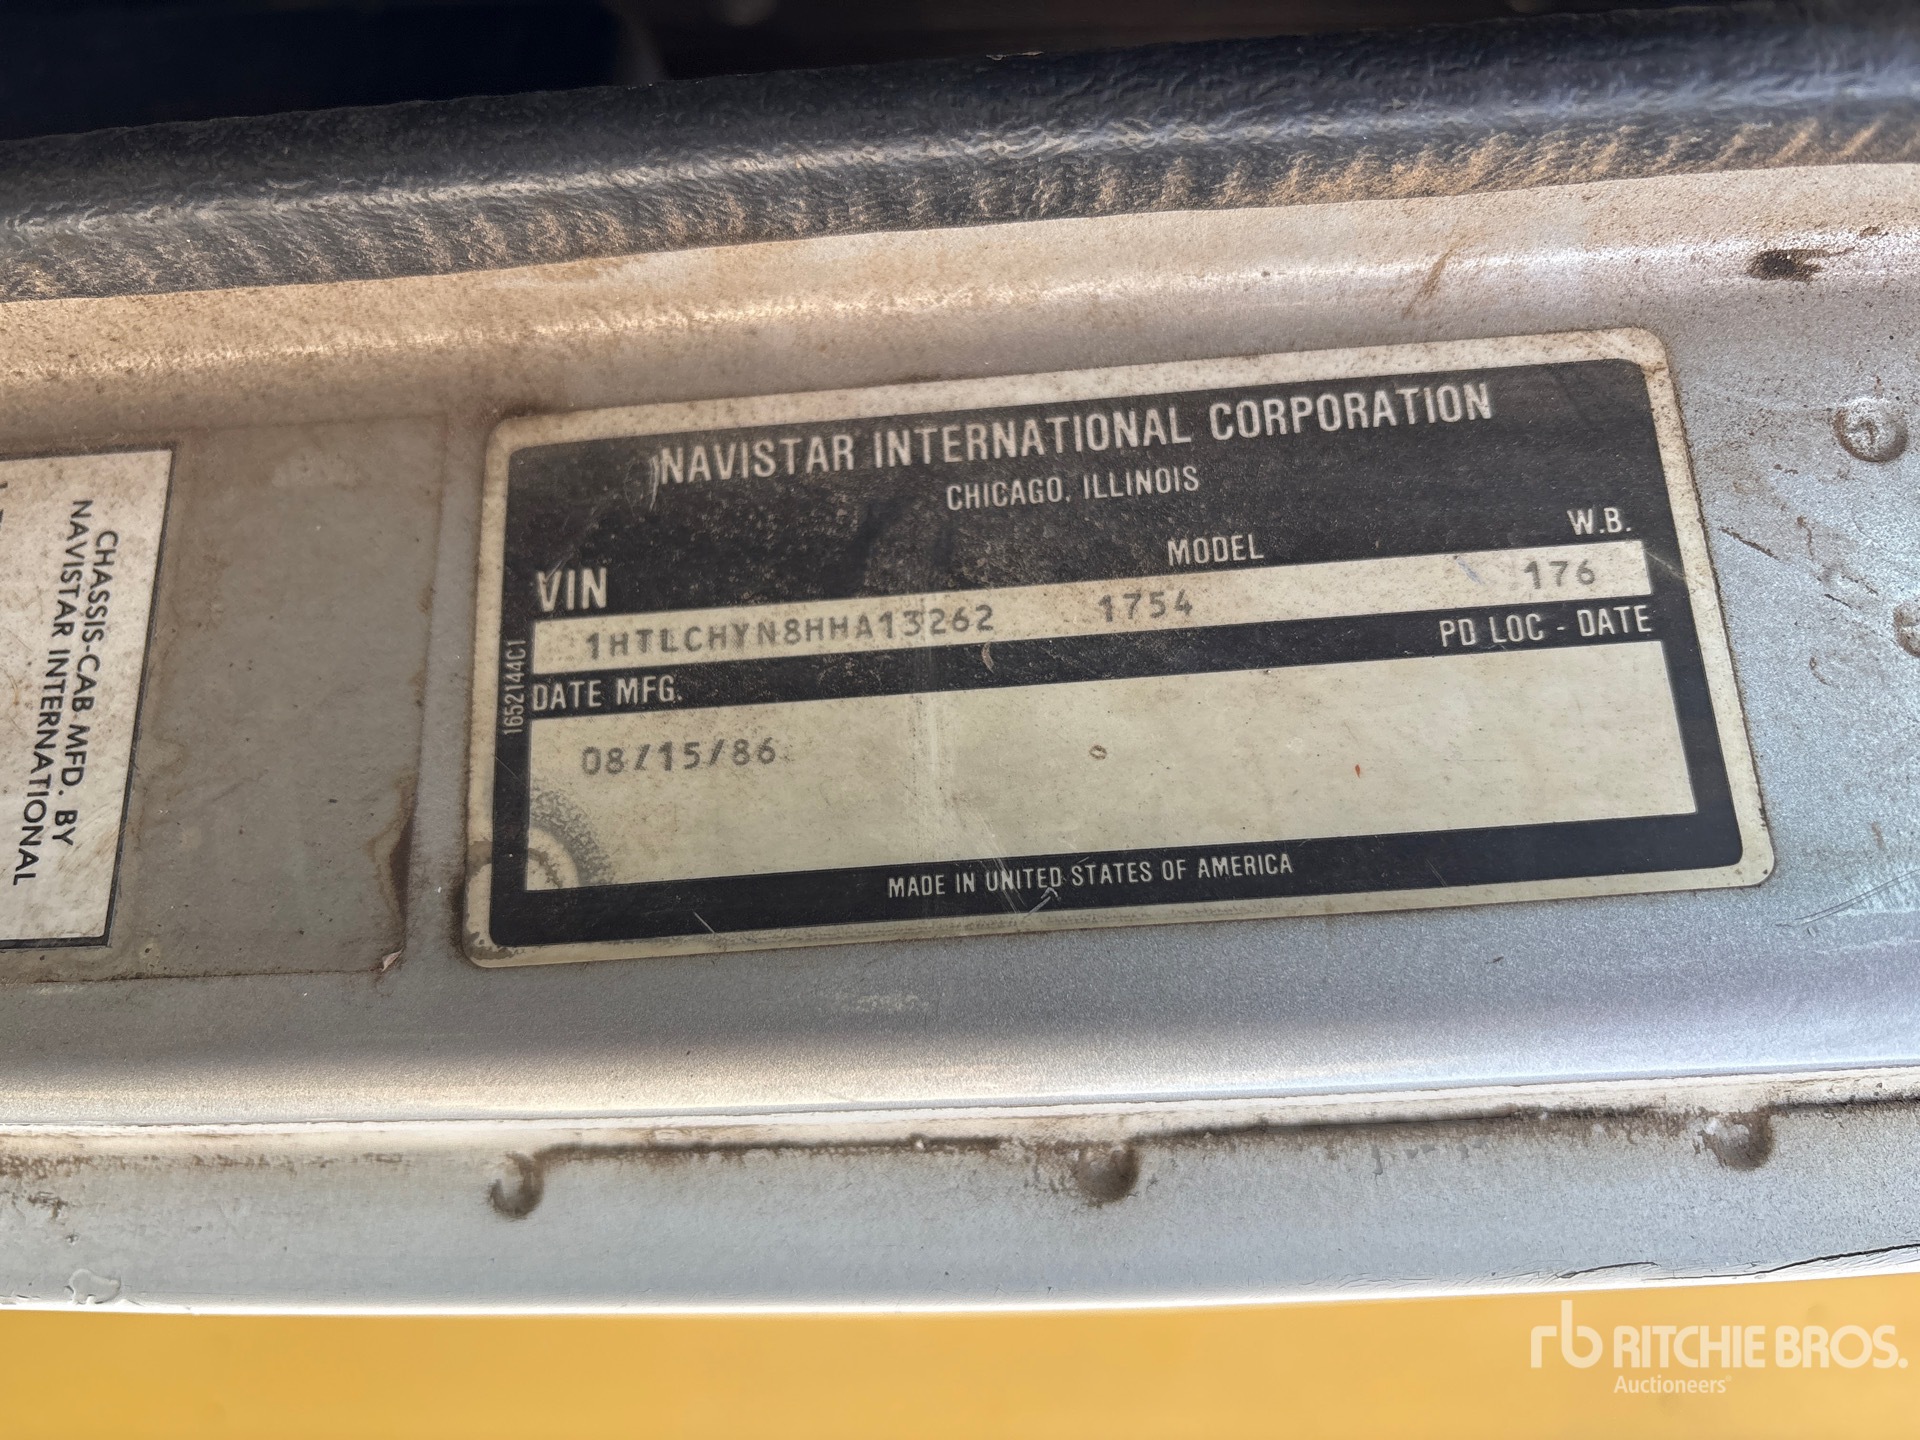 NAVISTAR INTERNATIONAL CORPORATION
CHICAGO, ILLINOIS
VIN MODEL W.B.
1HTLCHYN8HHA13262 1754 176
DATE MFG. PD LOC - DATE
08/15/86
MADE IN UNITED STATES OF AMERICA
1652144C1
CHASSIS-CAB MFD. BY
NAVISTAR INTERNATIONAL
rb RITCHIE BROS.
Auctioneers